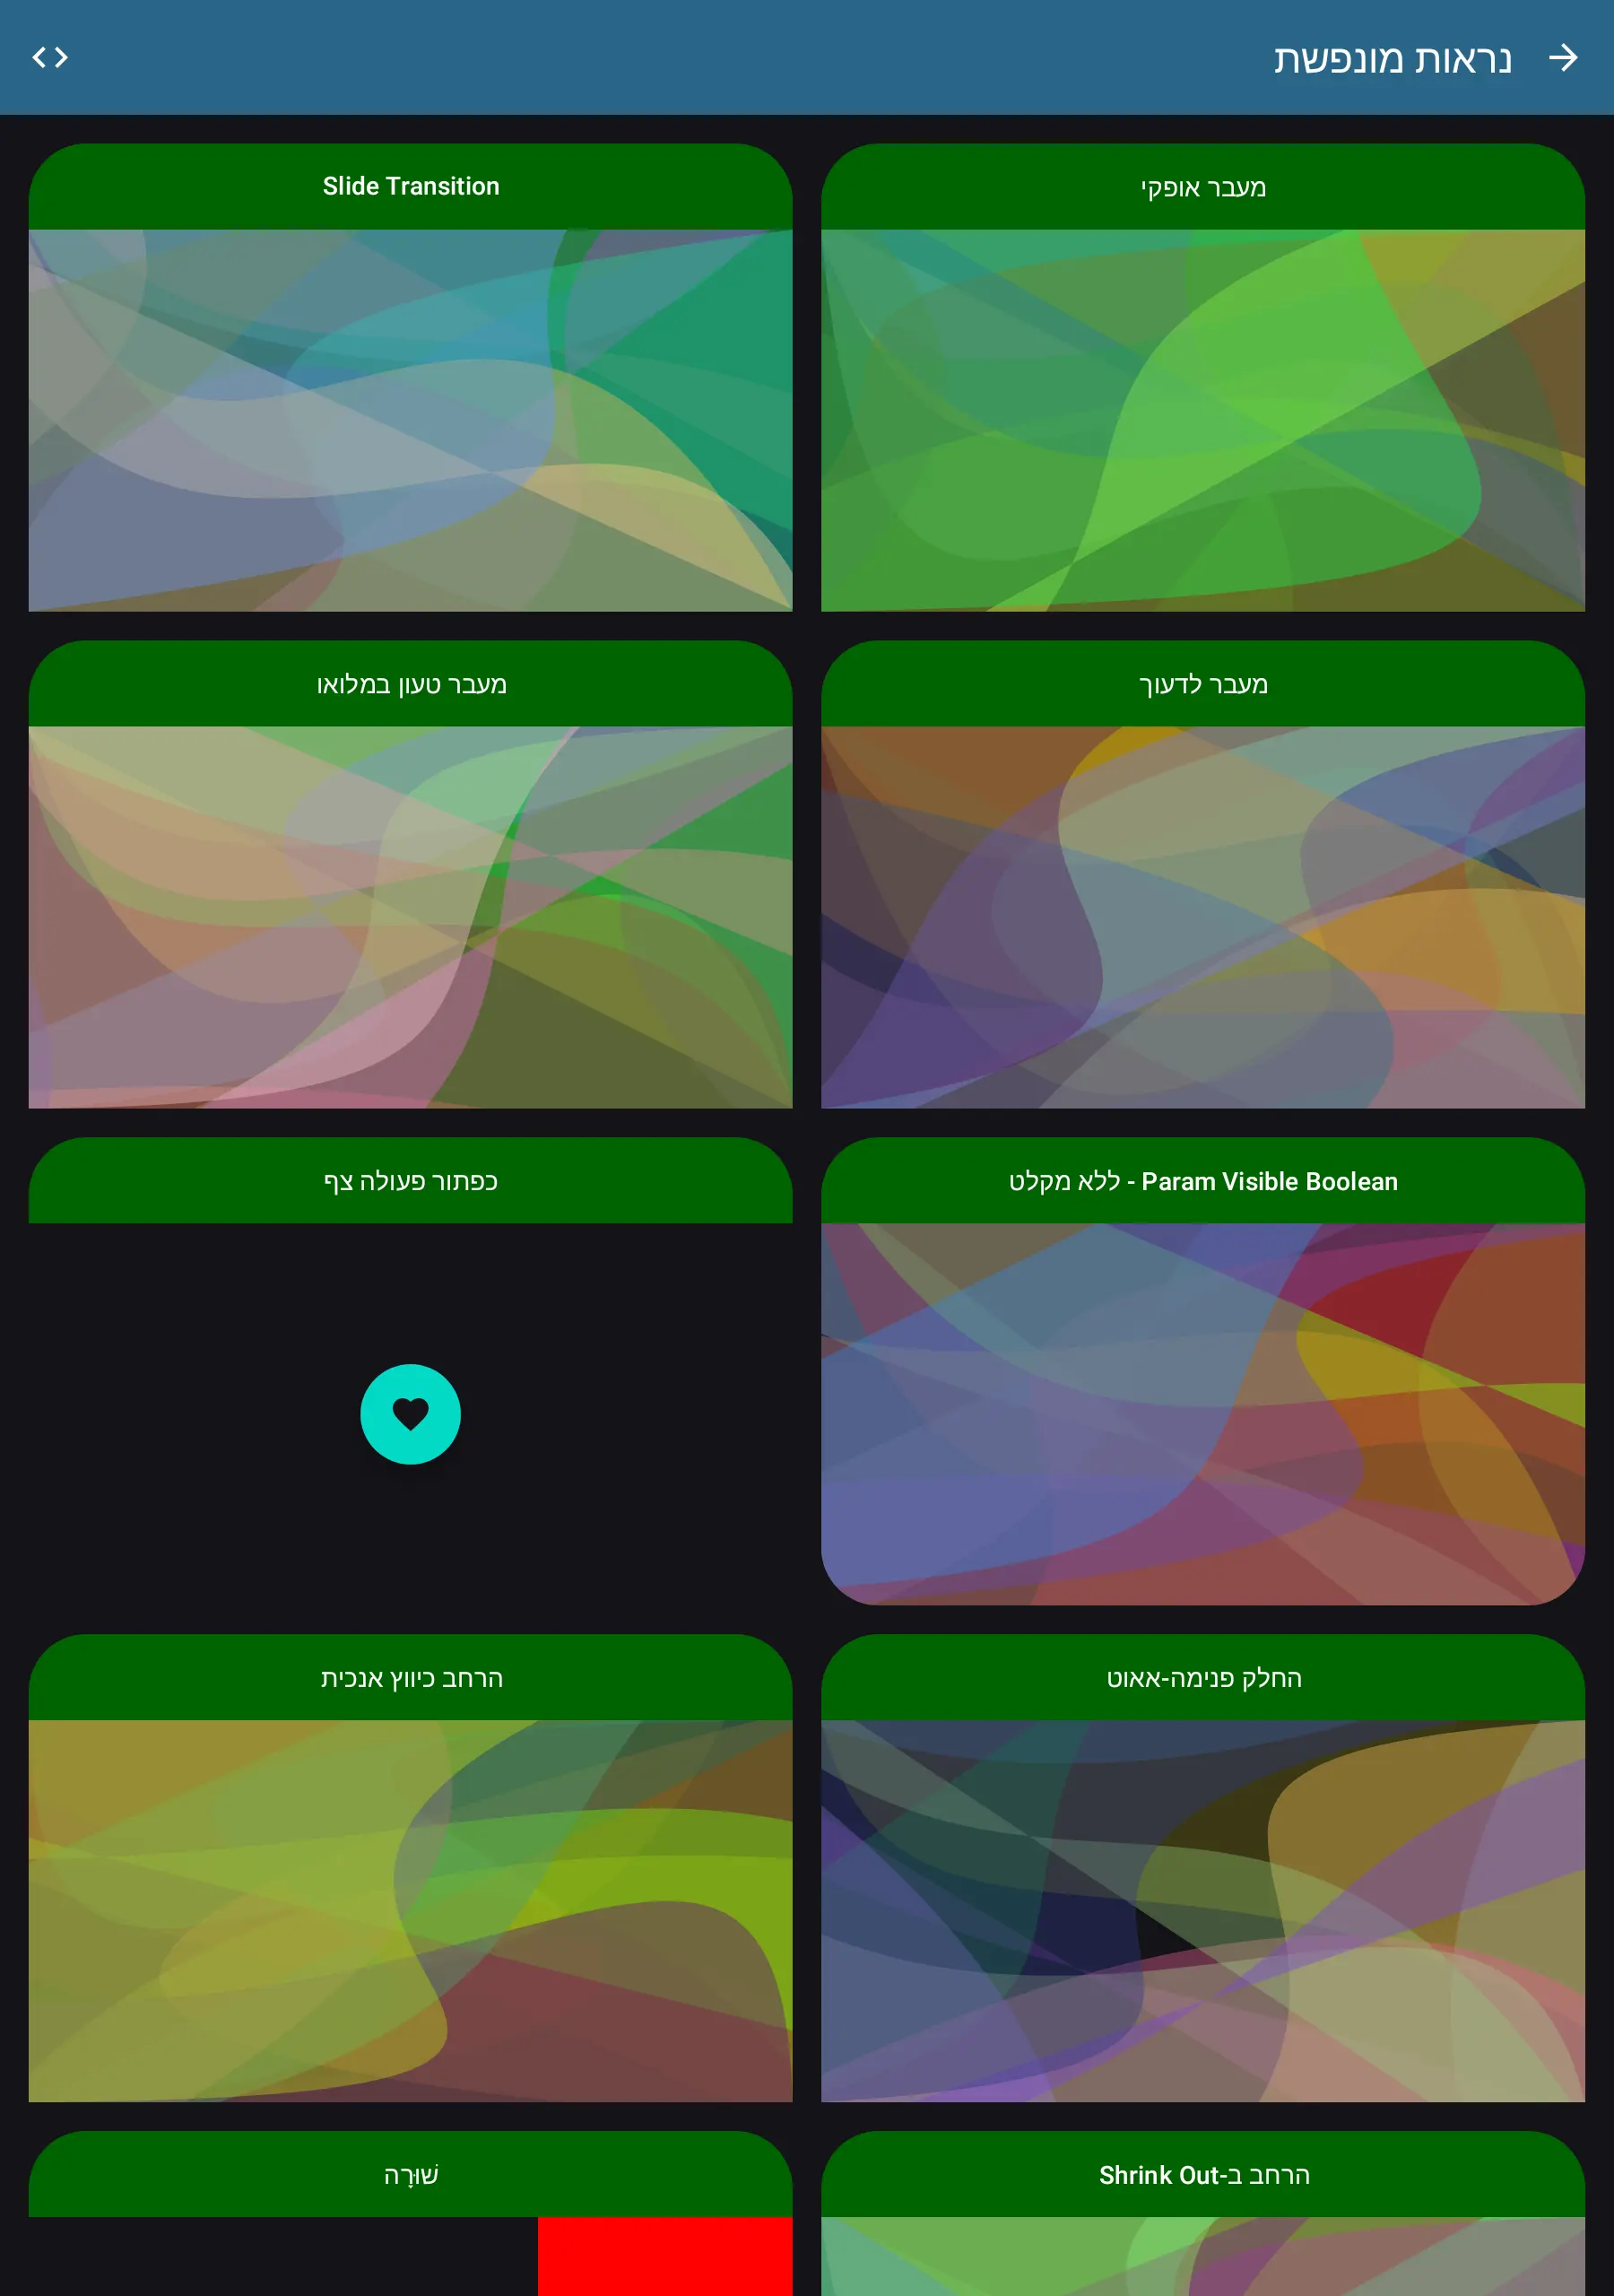 נראות מונפשת
מעבר אופקי
Slide Transition
מעבר לדעוך
מעבר טעון במלואו
ללא מקלט - Param Visible Boolean
כפתור פעולה צף
החלק פנימה-אאוט
הרחב כיווץ אנכית
הרחב ב-Shrink Out
שׁוּרָה